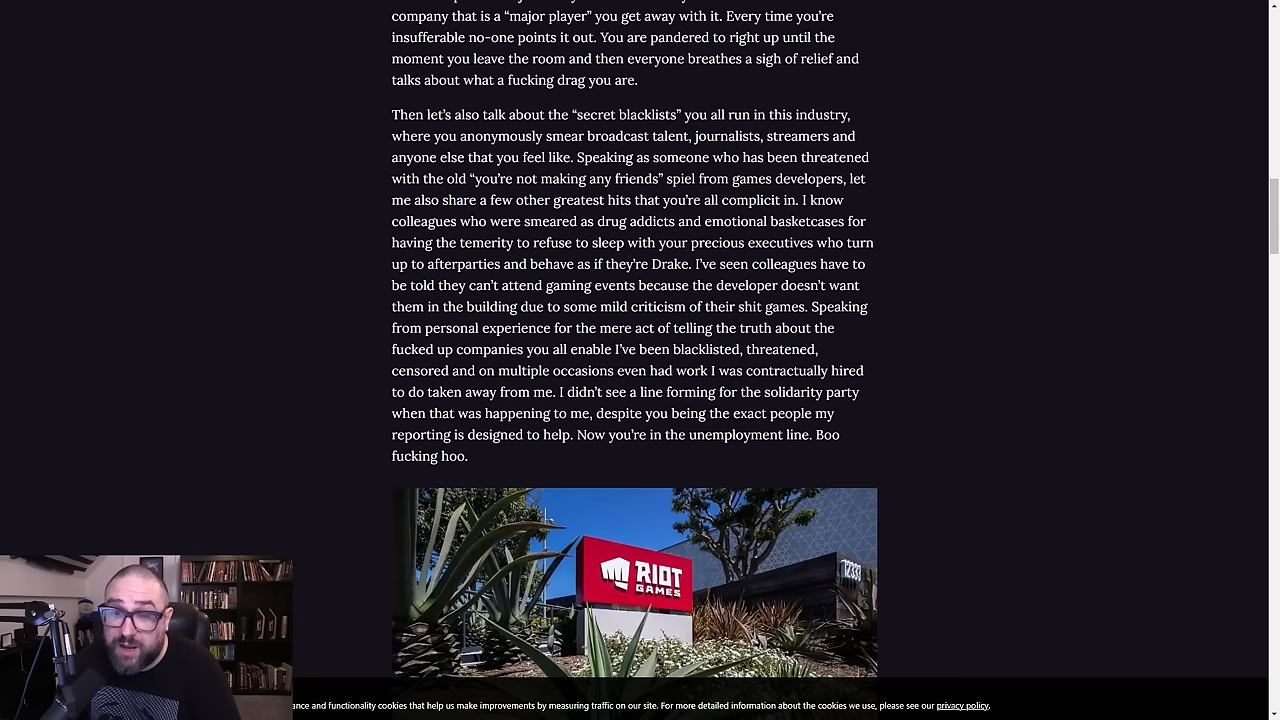 company that is a “major player” you get away with it. Every time you’re
insufferable no-one points it out. You are pandered to right up until the
moment you leave the room and then everyone breathes a sigh of relief and
talks about what a fucking drag you are.
Then let’s also talk about the “secret blacklists” you all run in this industry,
where you anonymously smear broadcast talent, journalists, streamers and
anyone else that you feel like. Speaking as someone who has been threatened
with the old “you’re not making any friends” spiel from games developers, let
me also share a few other greatest hits that you’re all complicit in. I know
colleagues who were smeared as drug addicts and emotional basketcases for
having the temerity to refuse to sleep with your precious executives who turn
up to afterparties and behave as if they’re Drake. I’ve seen colleagues have to
be told they can’t attend gaming events because the developer doesn’t want
them in the building due to some mild criticism of their shit games. Speaking
from personal experience for the mere act of telling the truth about the
fucked up companies you all enable I’ve been blacklisted, threatened,
censored and on multiple occasions even had work I was contractually hired
to do taken away from me. I didn’t see a line forming for the solidarity party
when that was happening to me, despite you being the exact people my
reporting is designed to help. Now you’re in the unemployment line. Boo
fucking hoo.
RIOT
GAMES
12333
and functionality cookies that help us make improvements by measuring traffic on our site. For more detailed information about the cookies we use, please see our privacy policy.